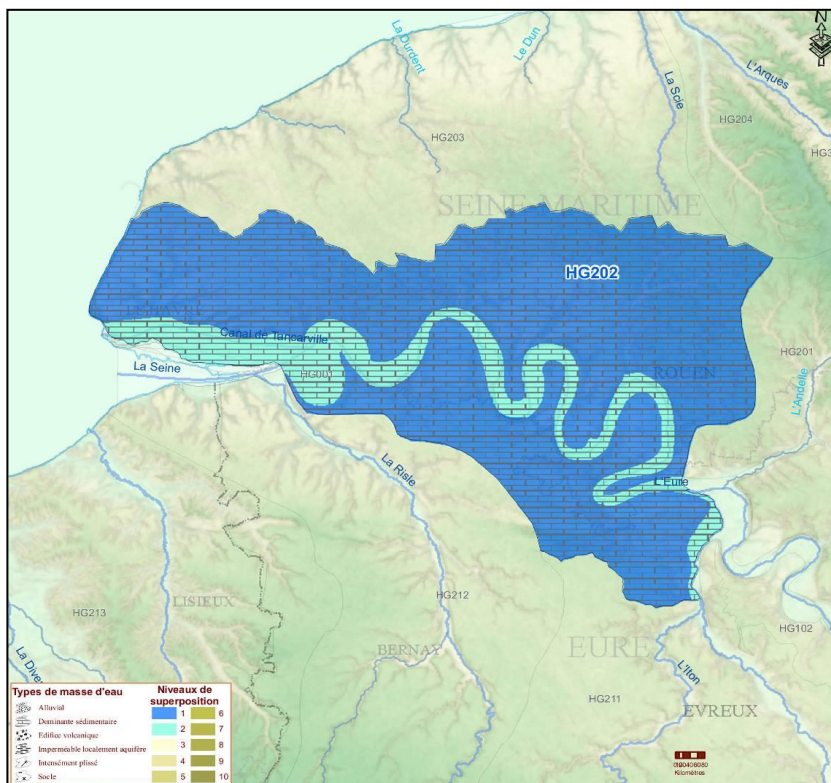 La Durdent
Le Dun
La Scie
L'Arques
HG203
HG204
SEINE-MARITIME
HG202
Canal de Tancarville
HG201
La Seine
HG001
ROUEN
L'Andelle
La Risle
L'Eure
LISIEUX
HG212
HG213
BERNAY
EURE
HG102
HG211
L'Iton
EVREUX
Types de masse d'eau
Alluvial
Dominante sédimentaire
Edifice volcanique
Imperméable localement aquifère
Intensément plissé
Socle
Niveaux de
superposition
1 6
2 7
3 8
4 9
5 10
Kilomètres